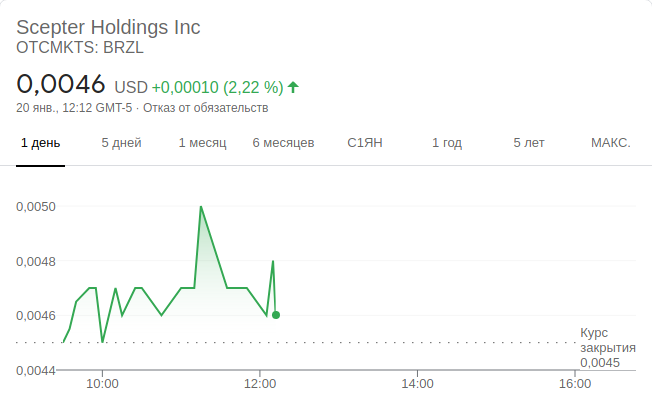 Scepter Holdings Inc
OTCMKTS: BRZL
0,0046 USD +0,00010 (2,22 %)
20 янв., 12:12 GMT-5 · Отказ от обязательств
1 день 5 дней 1 месяц 6 месяцев С1ЯН 1 год 5 лет МАКС.
0,0050
0,0048
0,0046
Курс
закрытия
0,0045
0,0044
10:00 12:00 14:00 16:00